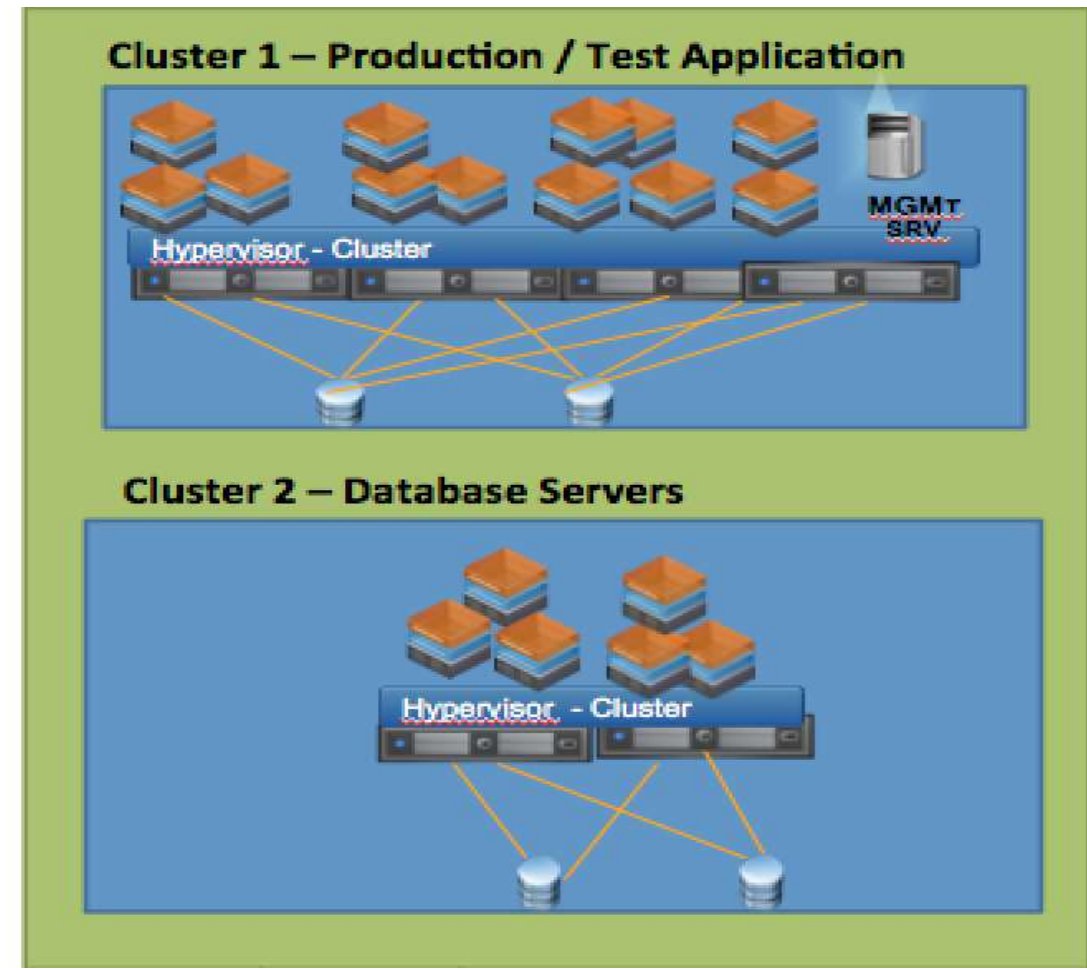 Cluster 1 – Production / Test Application
MGMT
SRV
Hypervisor - Cluster
Cluster 2 – Database Servers
Hypervisor - Cluster